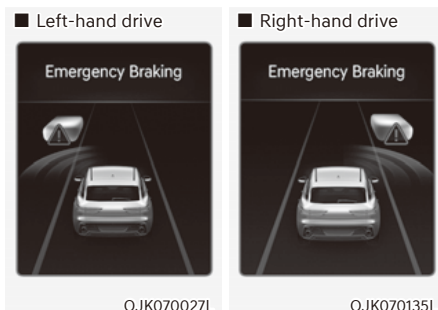 ■ Left-hand drive
Emergency Braking
OJK070027L
■ Right-hand drive
Emergency Braking
OJK070135L